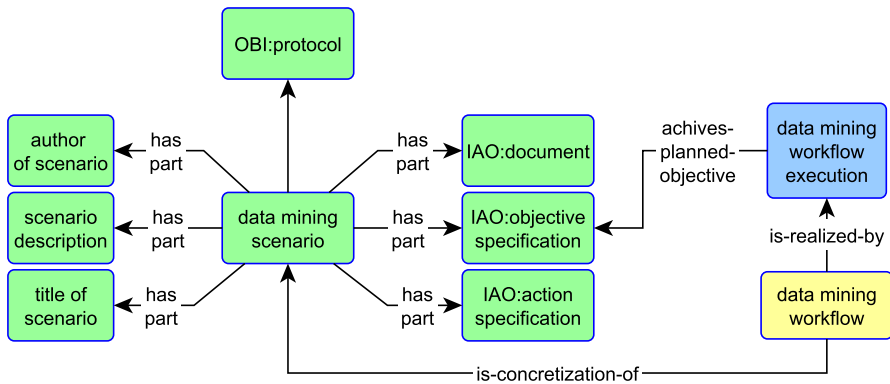 OBI:protocol
author
of scenario
has
part
has
part
IAO:document
achives-
planned-
objective
data mining
workflow
execution
scenario
description
has
part
data mining
scenario
has
part
IAO:objective
specification
is-realized-by
title of
scenario
has
part
has
part
IAO:action
specification
data mining
workflow
is-concretization-of